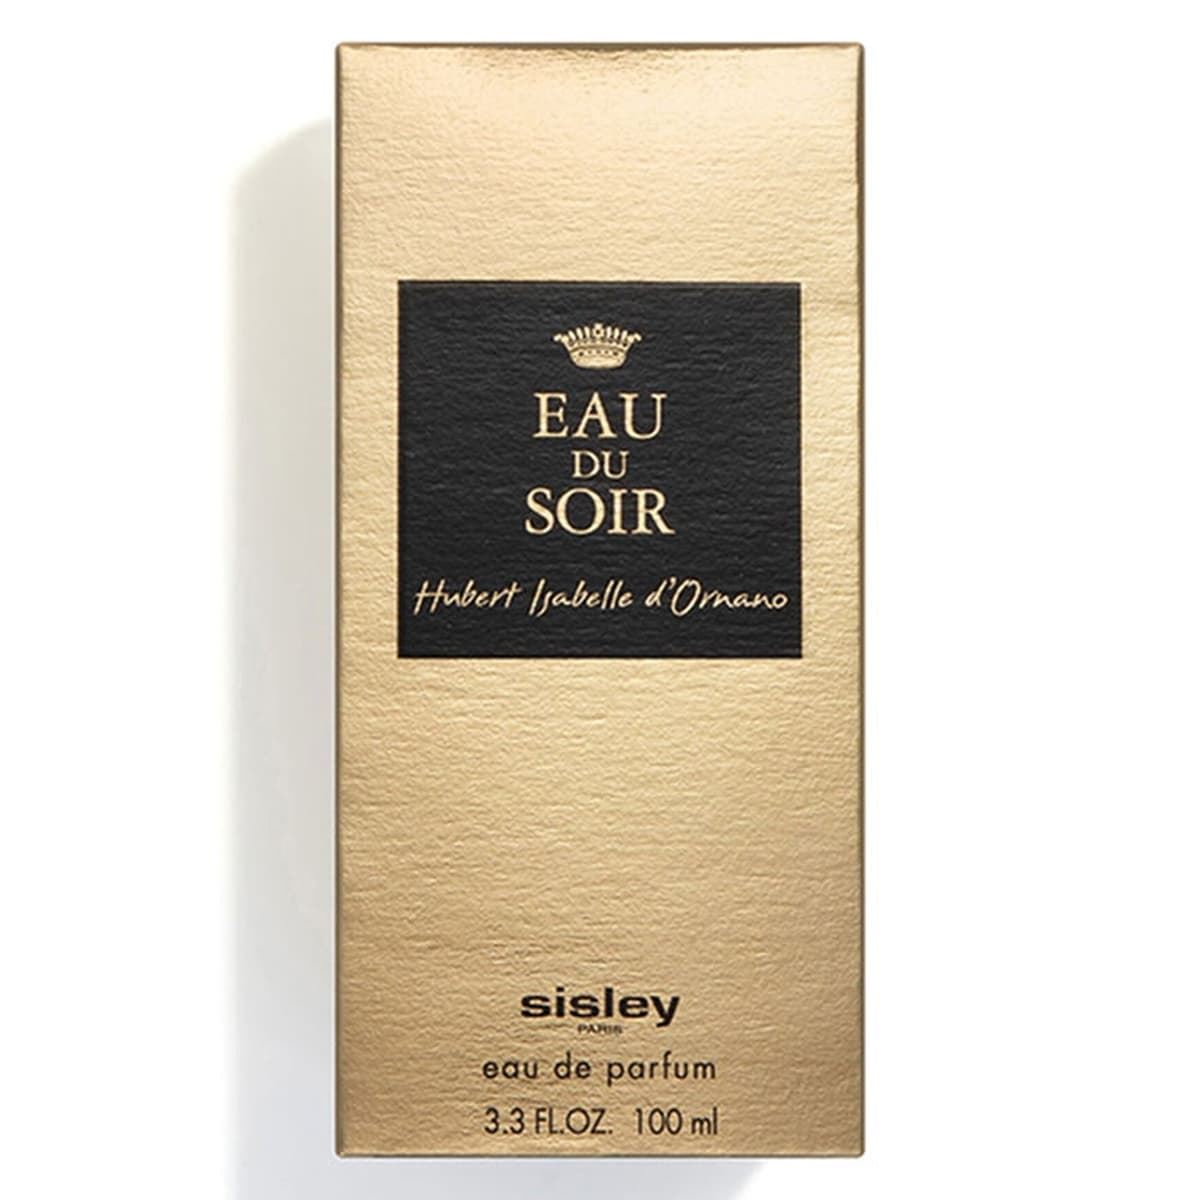 EAU
DU
SOIR
Hubert Isabelle d'Ornano
sisley
PARIS
eau de parfum
3.3 FL.OZ. 100 ml